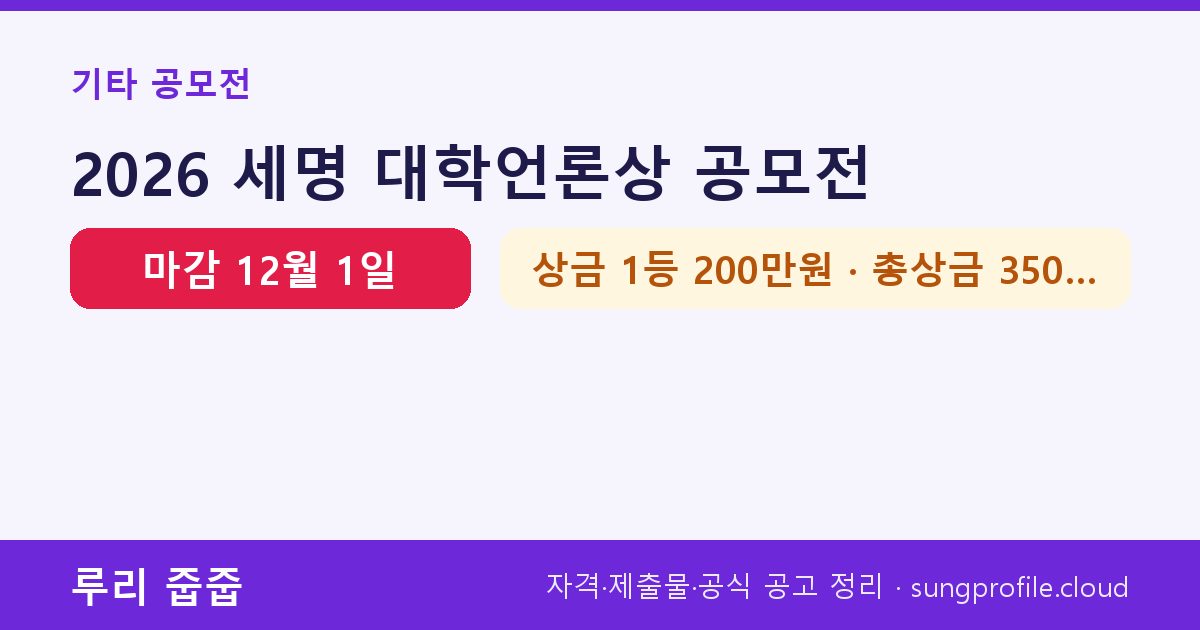 기타 공모전
2026 세명 대학언론상 공모전
마감 12월 1일
상금 1등 200만원 · 총상금 350...
루리 줍줍
자격·제출물·공식 공고 정리 · sungprofile.cloud